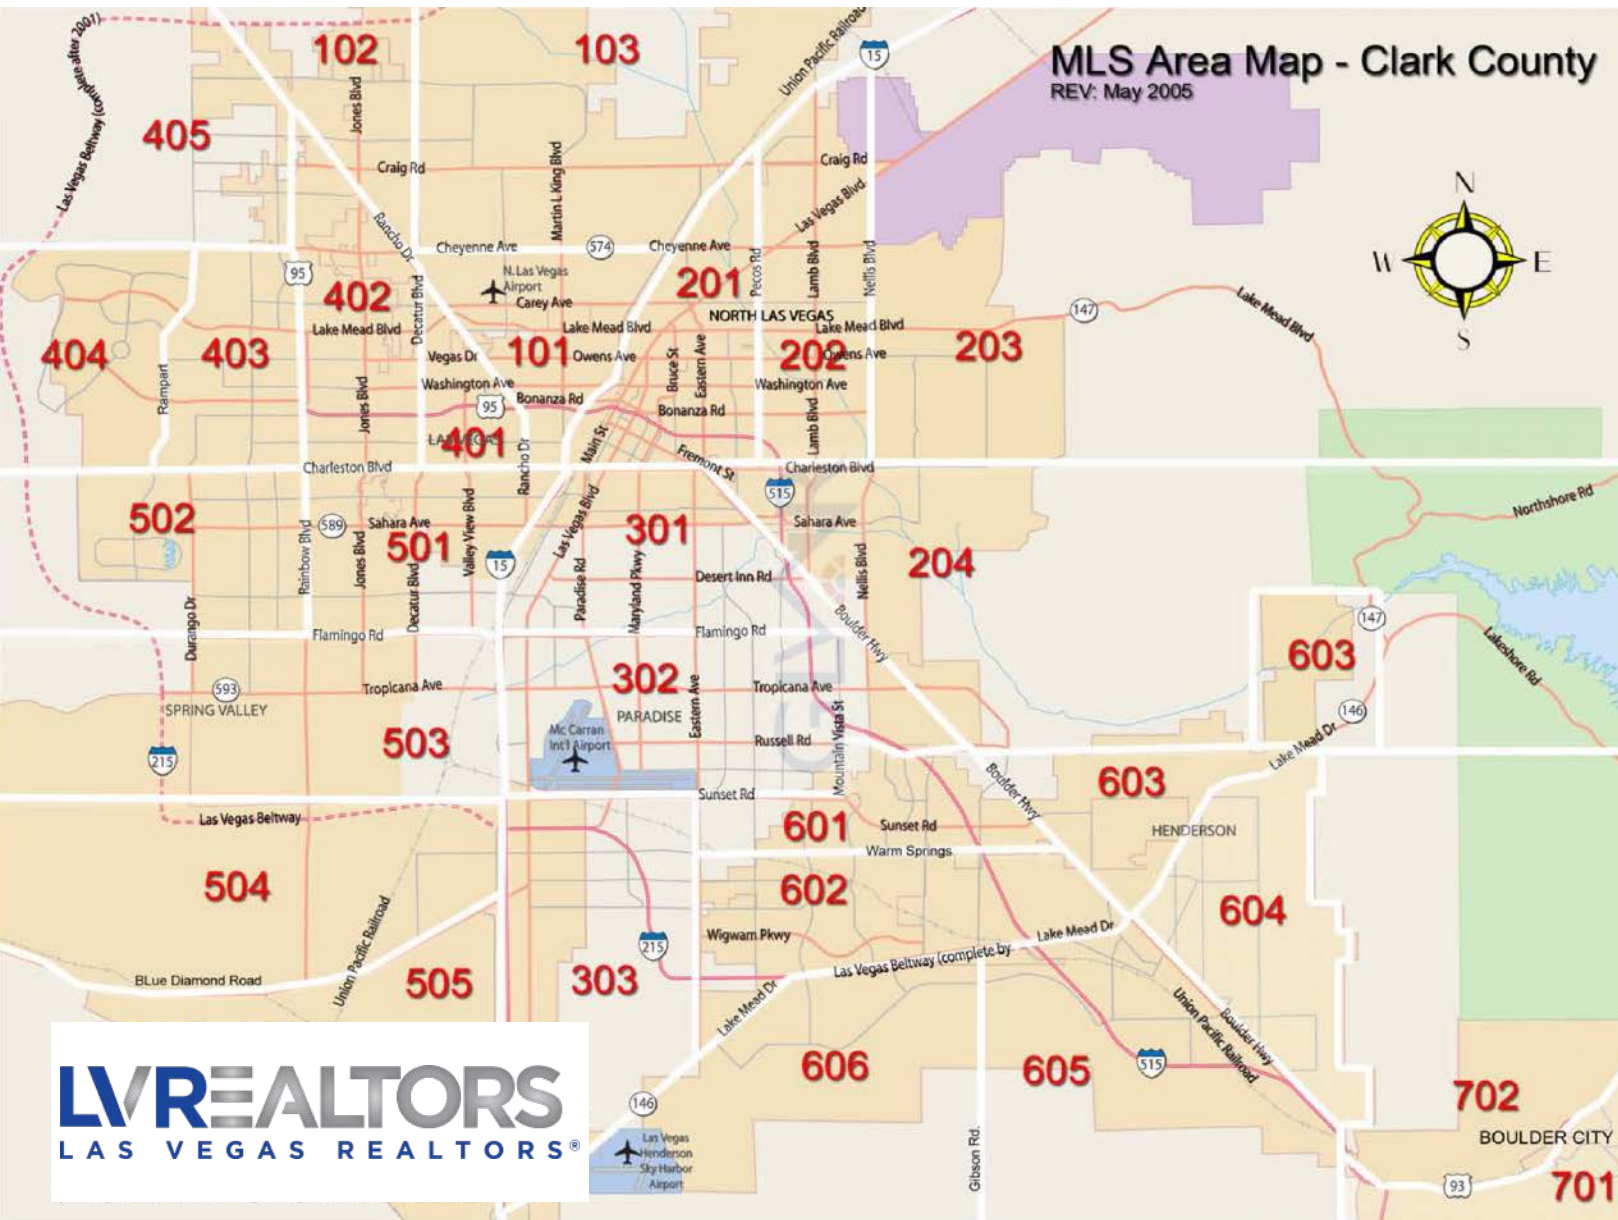 MLS Area Map - Clark County
REV: May 2005
Las Vegas Beltway (complete after 2001)
102
103
Union Pacific Railroad
15
405
Jones Blvd
Craig Rd
Martin L King Blvd
Craig Rd
Las Vegas Blvd
Rancho Dr
Cheyenne Ave
574
Cheyenne Ave
N
W
E
S
95
402
N. Las Vegas
Airport
Carey Ave
201
Pecos Rd
Lamb Blvd
Nellis Blvd
Decatur Blvd
NORTH LAS VEGAS
147
Lake Mead Blvd
Lake Mead Blvd
Lake Mead Blvd
Lake Mead Blvd
404
403
Vegas Dr
101
Owens Ave
Bruce St
Eastern Ave
202
Owens Ave
203
Rampart
Jones Blvd
Washington Ave
Washington Ave
95
Bonanza Rd
Bonanza Rd
Lamb Blvd
LAS VEGAS
401
Rancho Dr
Main St
Fremont St
Charleston Blvd
Charleston Blvd
515
Northshore Rd
502
589
Sahara Ave
Valley View Blvd
Las Vegas Blvd
301
Sahara Ave
Rainbow Blvd
Jones Blvd
501
Decatur Blvd
15
Paradise Rd
Maryland Pkwy
Desert Inn Rd
Nellis Blvd
204
Durango Dr
Flamingo Rd
Flamingo Rd
Boulder Hwy
147
603
Lakeshore Rd
593
Tropicana Ave
302
Eastern Ave
Tropicana Ave
SPRING VALLEY
PARADISE
146
503
Mc Carran
Int'l Airport
Russell Rd
Mountain Vista St
Lake Mead Dr
215
Boulder Hwy
603
Sunset Rd
Las Vegas Beltway
601
Sunset Rd
HENDERSON
Warm Springs
504
602
604
Union Pacific Railroad
215
Wigwam Pkwy
Lake Mead Dr
Las Vegas Beltway (complete by
BLue Diamond Road
505
303
Lake Mead Dr
Union Pacific Railroad
Boulder Hwy
606
605
515
702
146
BOULDER CITY
Las Vegas
Henderson
Sky Harbor
Airport
Gibson Rd.
93
701
LVREALTORS
LAS VEGAS REALTORS®